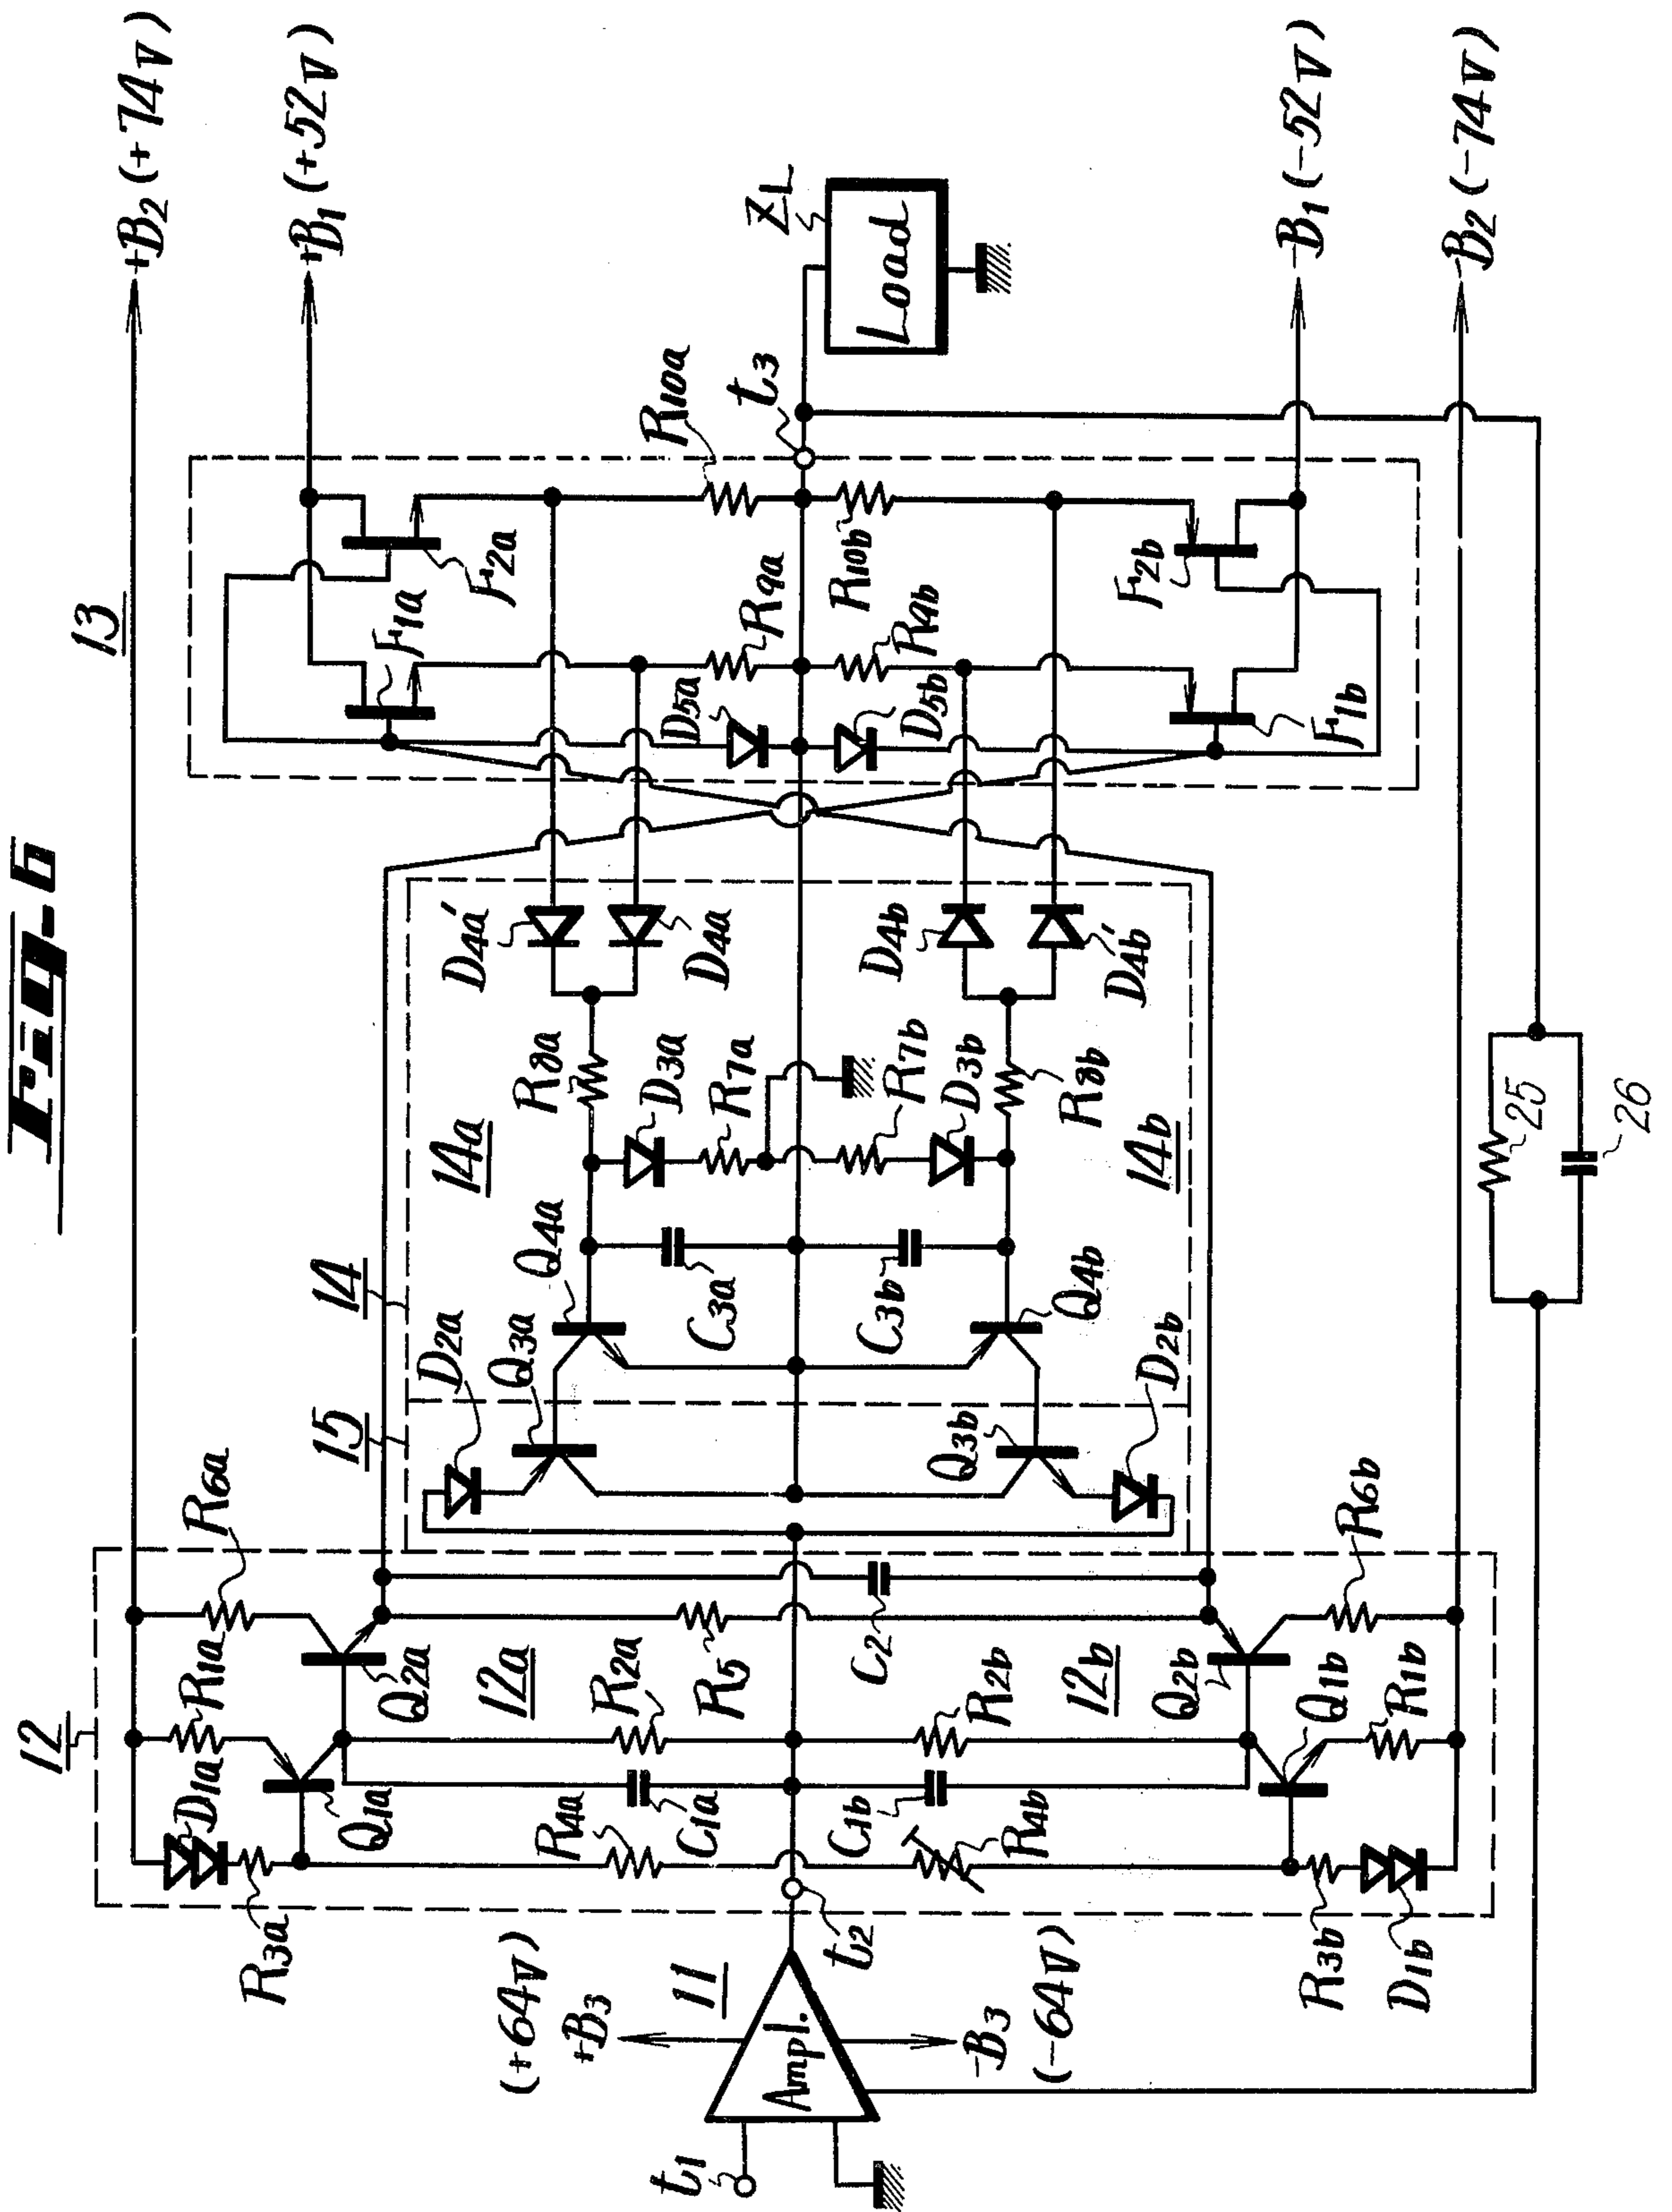 Fig-6
13
+B2 (+74V)
+B1 (+52V)
-B1 (-52V)
-B2 (-74V)
ZL
Load
t3
R10a
F2a
F1a
R9a
R10b
R9b
F2b
F1b
D5a
D5b
D4a'
D4a
D4b
D4b'
R8a
D3a
R7a
R7b
D3b
R8b
14a
14b
14
Q4a
C3a
C3b
Q4b
D2a
Q3a
Q3b
D2b
15
R6a
R6b
12
R1a
Q2a
12a
R2a
R5
C2
R2b
12b
Q2b
Q1b
R1b
D1a
Q1a
R4a
C1a
C1b
R4b
R3a
R3b
D1b
t2
(+64V)
+B3
11
Ampl.
-B3
(-64V)
t1
25
26